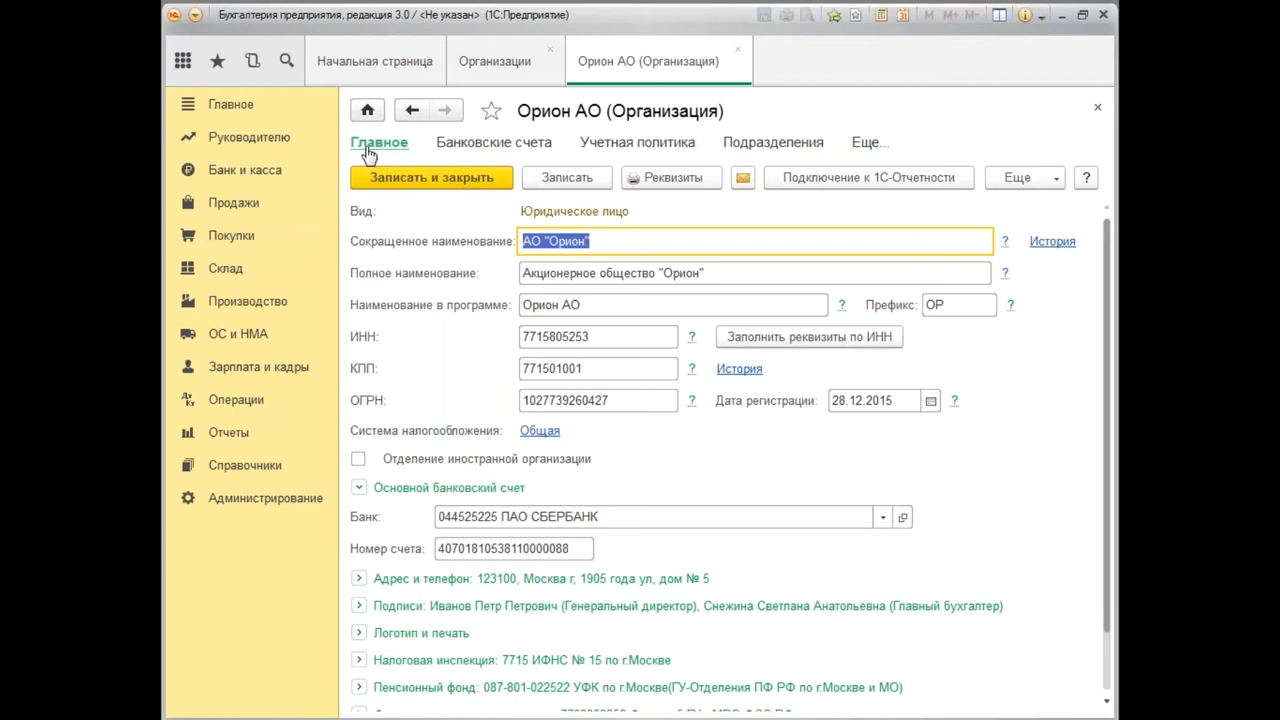 Бухгалтерия предприятия, редакция 3.0 / <Не указан> (1С:Предприятие)
M M+ M-
Начальная страница
Организации
Орион АО (Организация)
Главное
Руководителю
Банк и касса
Продажи
Покупки
Склад
Производство
ОС и НМА
Зарплата и кадры
Операции
Отчеты
Справочники
Администрирование
Орион АО (Организация)
Главное Банковские счета Учетная политика Подразделения Еще...
Записать и закрыть Записать Реквизиты Подключение к 1С-Отчетности Еще ?
Вид: Юридическое лицо
Сокращенное наименование: АО "Орион" ? История
Полное наименование: Акционерное общество "Орион" ?
Наименование в программе: Орион АО ? Префикс: ОР ?
ИНН: 7715805253 ? Заполнить реквизиты по ИНН
КПП: 771501001 ? История
ОГРН: 1027739260427 ? Дата регистрации: 28.12.2015 ?
Система налогообложения: Общая
Отделение иностранной организации
Основной банковский счет
Банк: 044525225 ПАО СБЕРБАНК
Номер счета: 40701810538110000088
Адрес и телефон: 123100, Москва г, 1905 года ул, дом № 5
Подписи: Иванов Петр Петрович (Генеральный директор), Снежина Светлана Анатольевна (Главный бухгалтер)
Логотип и печать
Налоговая инспекция: 7715 ИФНС № 15 по г.Москве
Пенсионный фонд: 087-801-022522 УФК по г.Москве(ГУ-Отделения ПФ РФ по г.Москве и МО)